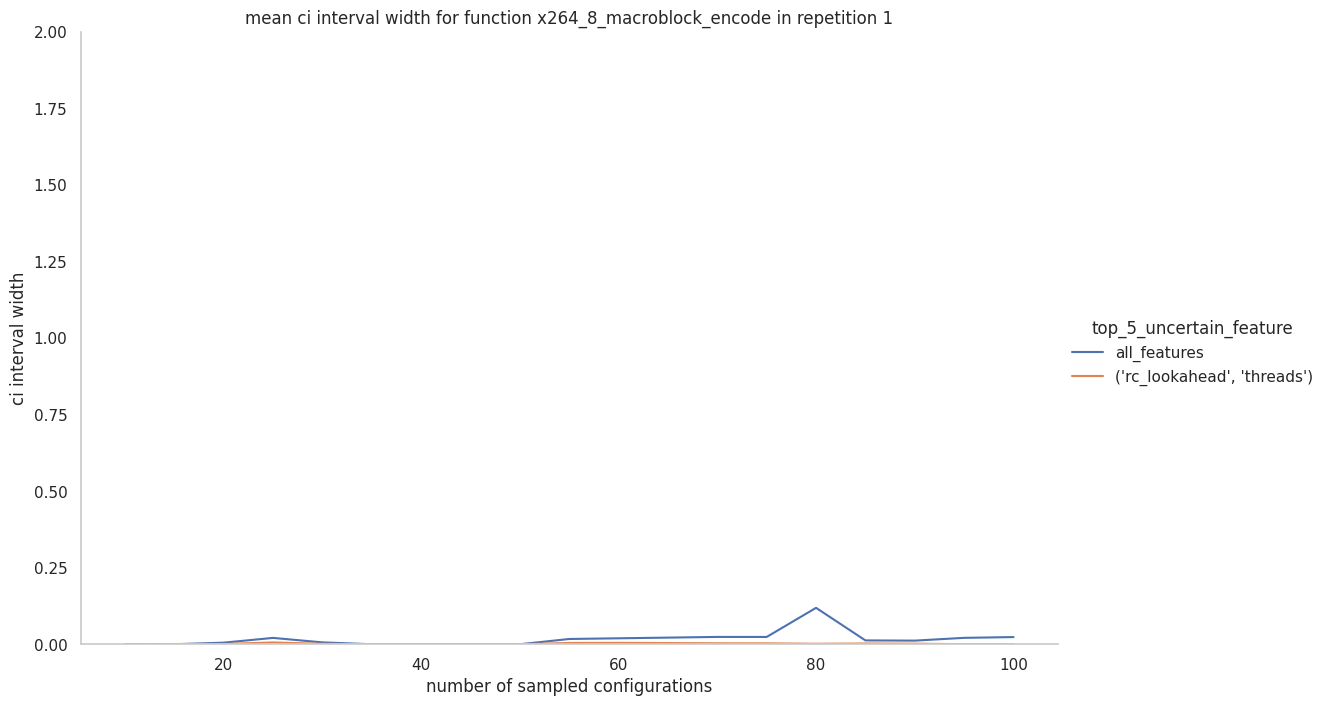 mean ci interval width for function x264_8_macroblock_encode in repetition 1
2.00
1.75
1.50
1.25
1.00
0.75
0.50
0.25
0.00
ci interval width
20
40
60
80
100
number of sampled configurations
top_5_uncertain_feature
all_features
('rc_lookahead', 'threads')